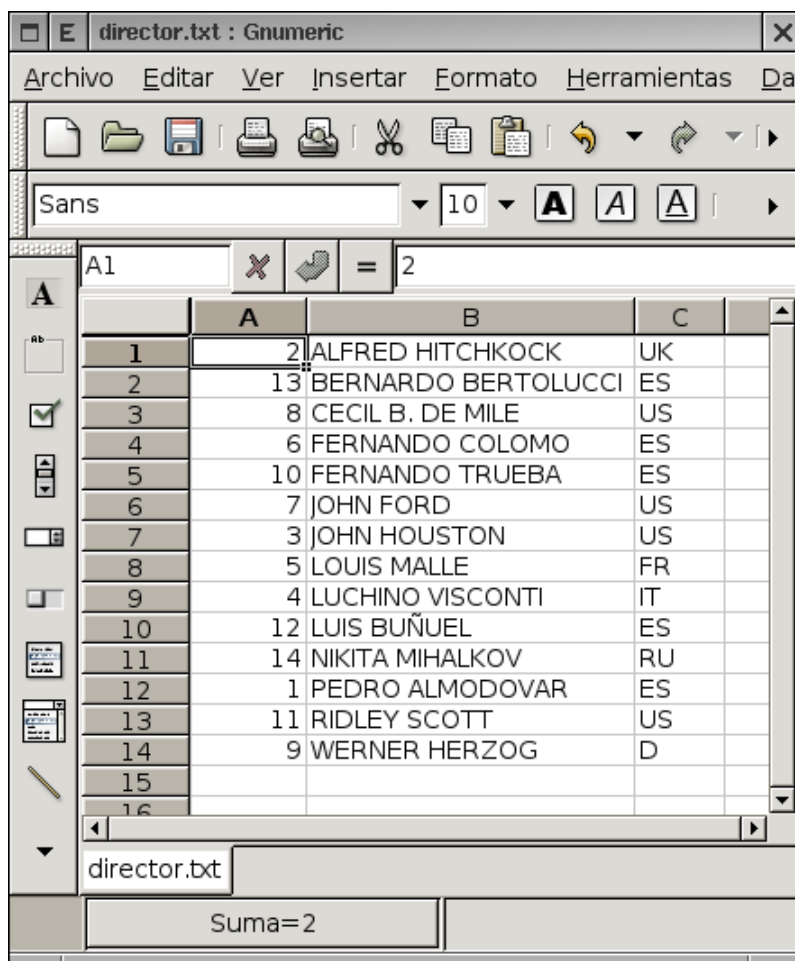 E director.txt : Gnumeric
Archivo Editar Ver Insertar Formato Herramientas Da
Sans 10 A A A
A1 = 2
A
Ab
A B C
1 2 ALFRED HITCHKOCK UK
2 13 BERNARDO BERTOLUCCI ES
3 8 CECIL B. DE MILE US
4 6 FERNANDO COLOMO ES
5 10 FERNANDO TRUEBA ES
6 7 JOHN FORD US
7 3 JOHN HOUSTON US
8 5 LOUIS MALLE FR
9 4 LUCHINO VISCONTI IT
10 12 LUIS BUÑUEL ES
11 14 NIKITA MIHALKOV RU
12 1 PEDRO ALMODOVAR ES
13 11 RIDLEY SCOTT US
14 9 WERNER HERZOG D
15
16
director.txt
Suma=2